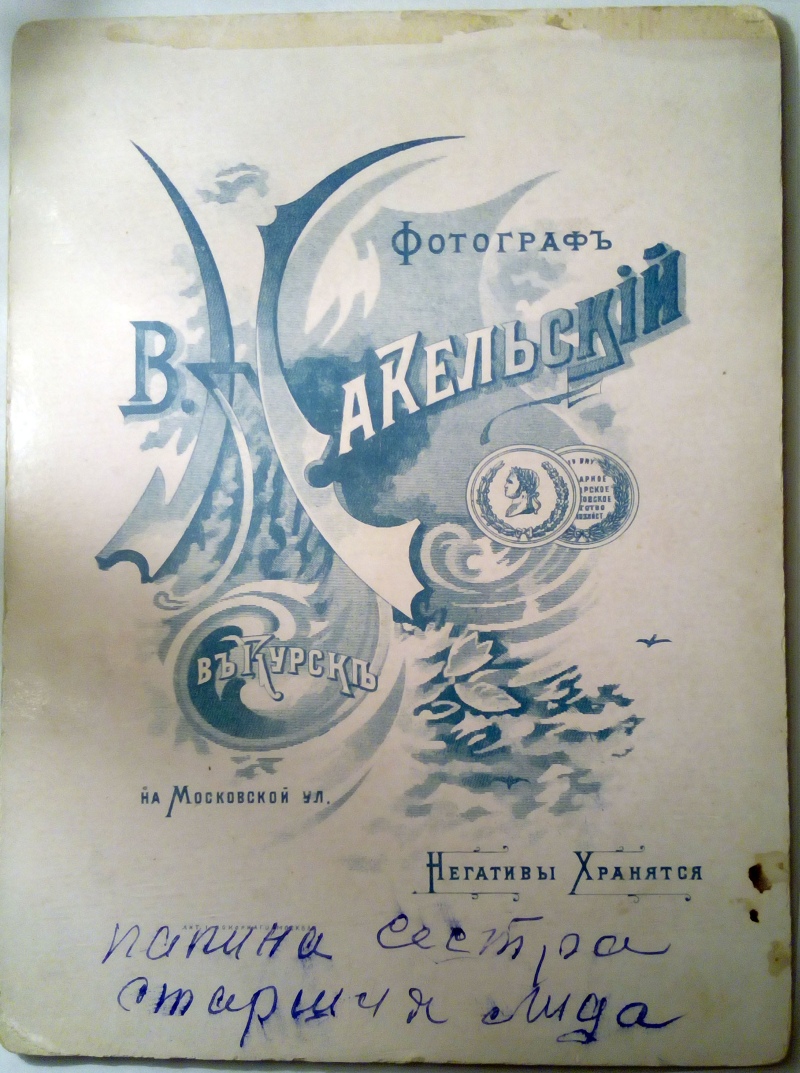 Фотографъ
В. Накельскій
въ Курскѣ
на Московской ул.
Негативы Хранятся
папина сестра
старшая Лида